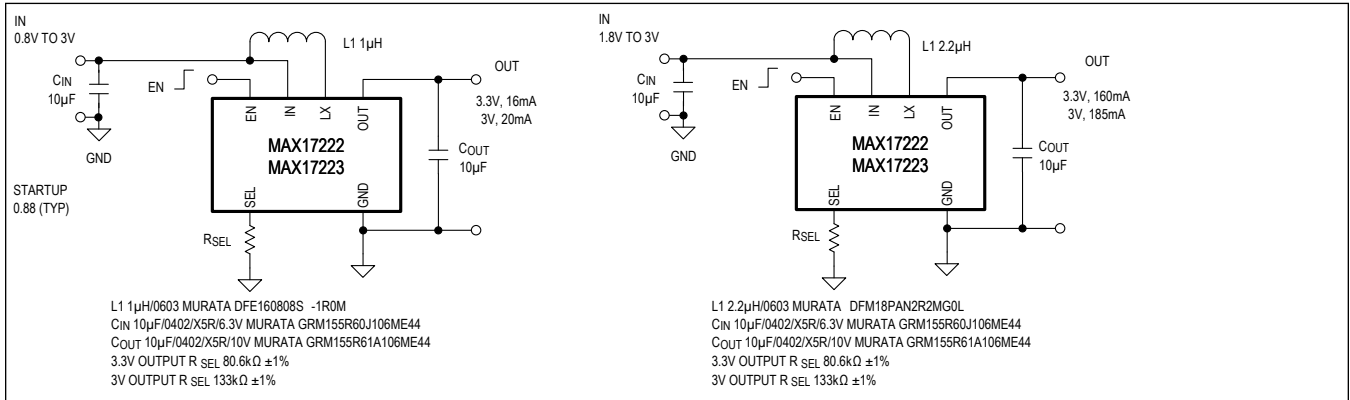 IN
0.8V TO 3V
L1 1µH
CIN
10µF
EN
EN
IN
LX
OUT
OUT
3.3V, 16mA
3V, 20mA
MAX17222
MAX17223
COUT
10µF
GND
STARTUP
0.88 (TYP)
SEL
GND
RSEL
L1 1µH/0603 MURATA DFE160808S -1R0M
CIN 10µF/0402/X5R/6.3V MURATA GRM155R60J106ME44
COUT 10µF/0402/X5R/10V MURATA GRM155R61A106ME44
3.3V OUTPUT R SEL 80.6kΩ ±1%
3V OUTPUT R SEL 133kΩ ±1%
IN
1.8V TO 3V
L1 2.2µH
CIN
10µF
EN
EN
IN
LX
OUT
OUT
3.3V, 160mA
3V, 185mA
MAX17222
MAX17223
COUT
10µF
GND
SEL
GND
RSEL
L1 2.2µH/0603 MURATA DFM18PAN2R2MG0L
CIN 10µF/0402/X5R/6.3V MURATA GRM155R60J106ME44
COUT 10µF/0402/X5R/10V MURATA GRM155R61A106ME44
3.3V OUTPUT R SEL 80.6kΩ ±1%
3V OUTPUT R SEL 133kΩ ±1%